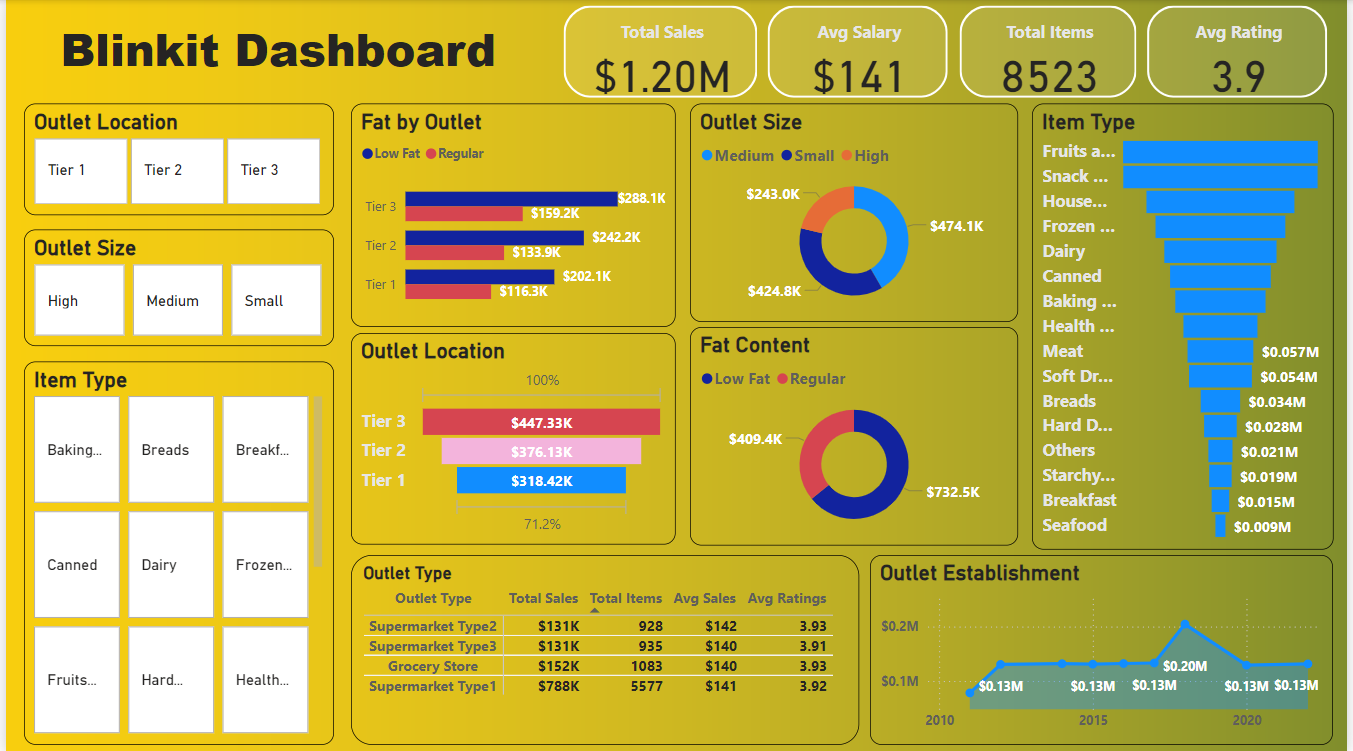 Blinkit Dashboard
Total Sales
$1.20M
Avg Salary
$141
Total Items
8523
Avg Rating
3.9
Outlet Location
Tier 1
Tier 2
Tier 3
Outlet Size
High
Medium
Small
Item Type
Baking...
Breads
Breakf...
Canned
Dairy
Frozen...
Fruits...
Hard...
Health...
Fat by Outlet
Low Fat Regular
Tier 3 $288.1K
$159.2K
Tier 2 $242.2K
$133.9K
Tier 1 $202.1K
$116.3K
Outlet Location
100%
Tier 3 $447.33K
Tier 2 $376.13K
Tier 1 $318.42K
71.2%
Outlet Size
Medium Small High
$243.0K
$474.1K
$424.8K
Fat Content
Low Fat Regular
$409.4K
$732.5K
Item Type
Fruits a...
Snack ...
House...
Frozen ...
Dairy
Canned
Baking ...
Health ...
Meat $0.057M
Soft Dr... $0.054M
Breads $0.034M
Hard D... $0.028M
Others $0.021M
Starchy... $0.019M
Breakfast $0.015M
Seafood $0.009M
Outlet Type
Outlet Type Total Sales Total Items Avg Sales Avg Ratings
Supermarket Type2 $131K 928 $142 3.93
Supermarket Type3 $131K 935 $140 3.91
Grocery Store $152K 1083 $140 3.93
Supermarket Type1 $788K 5577 $141 3.92
Outlet Establishment
$0.2M
$0.1M
$0.13M
$0.13M
$0.13M
$0.20M
$0.13M
$0.13M
2010 2015 2020